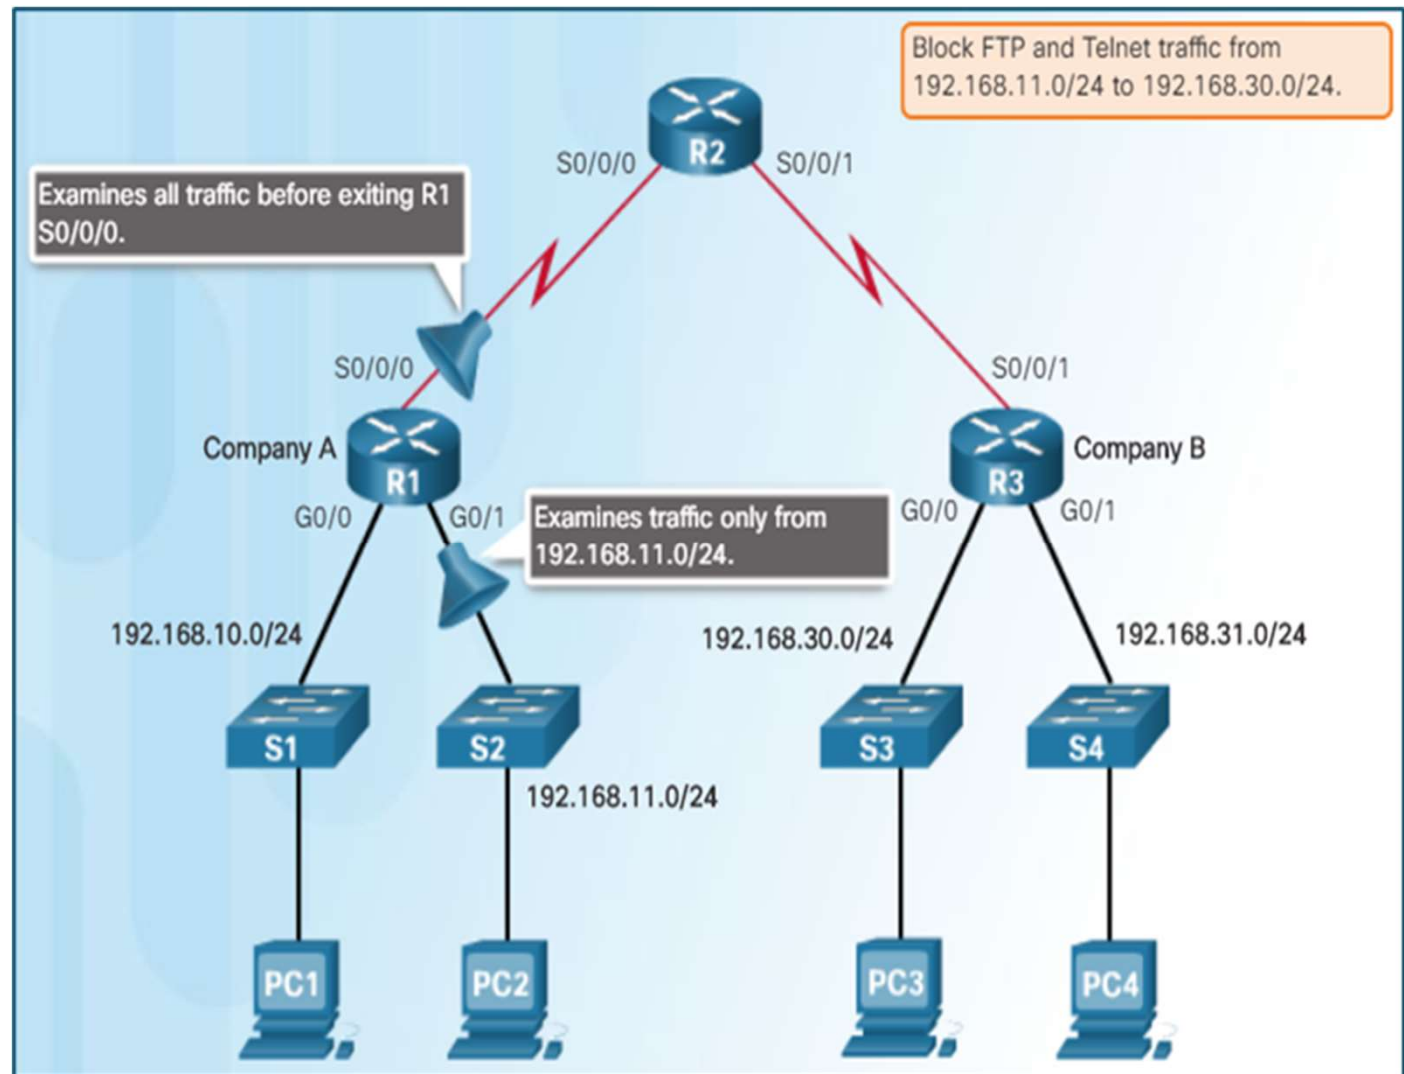 Block FTP and Telnet traffic from
192.168.11.0/24 to 192.168.30.0/24.
R2
S0/0/0
S0/0/1
Examines all traffic before exiting R1
S0/0/0.
S0/0/0
S0/0/1
Company A
R1
R3
Company B
G0/0
G0/1
Examines traffic only from
192.168.11.0/24.
G0/0
G0/1
192.168.10.0/24
192.168.30.0/24
192.168.31.0/24
S1
S2
S3
S4
192.168.11.0/24
PC1
PC2
PC3
PC4